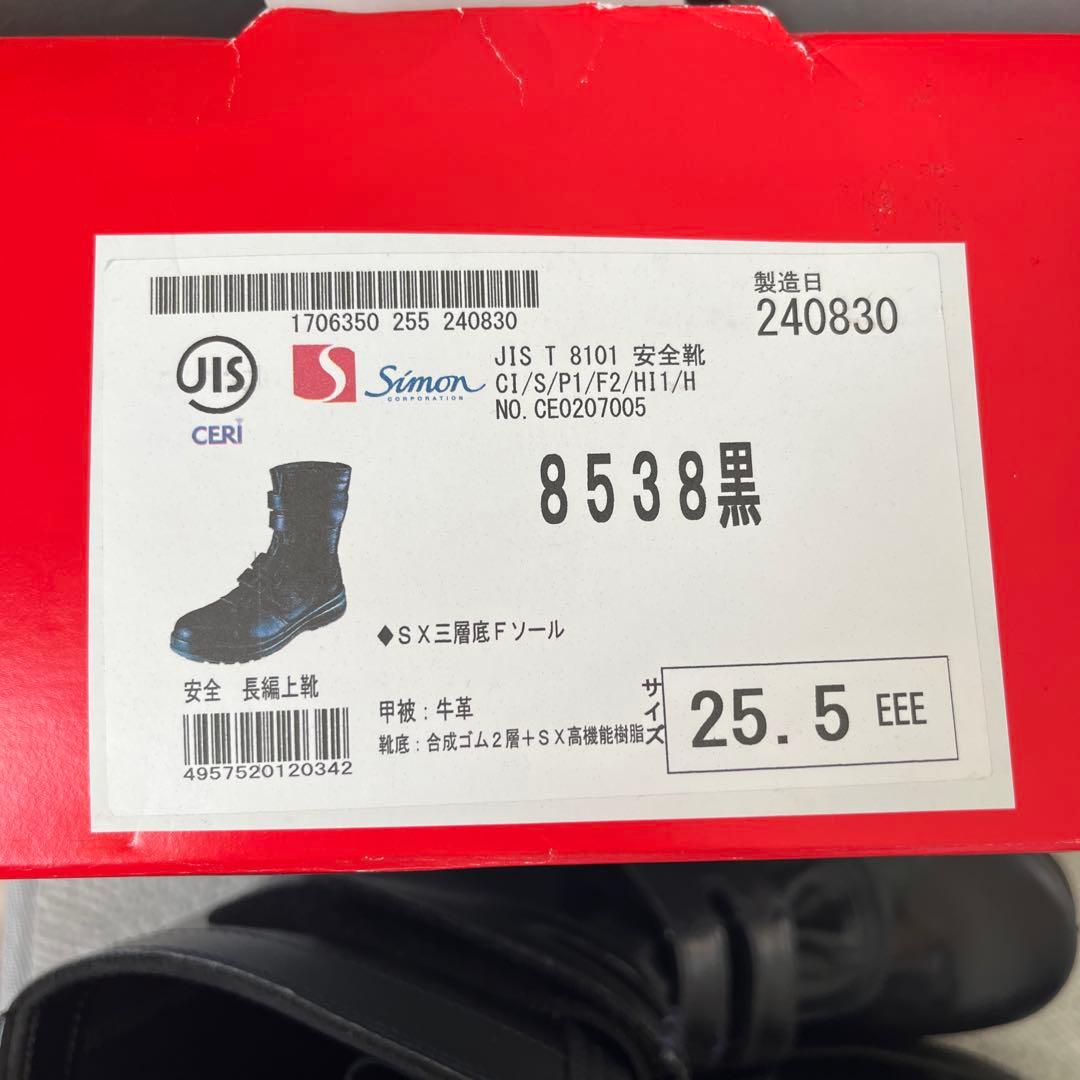 1706350 255 240830
製造日
240830
JIS
CERI
S
Simon
CORPORATION
JIS T 8101 安全靴
CI/S/P1/F2/HI1/H
NO. CE0207005
8538黒
◆SX三層底Fソール
安全 長編上靴
4957520120342
甲被:牛革
靴底:合成ゴム2層+SX高機能樹脂
サイズ
25.5 EEE